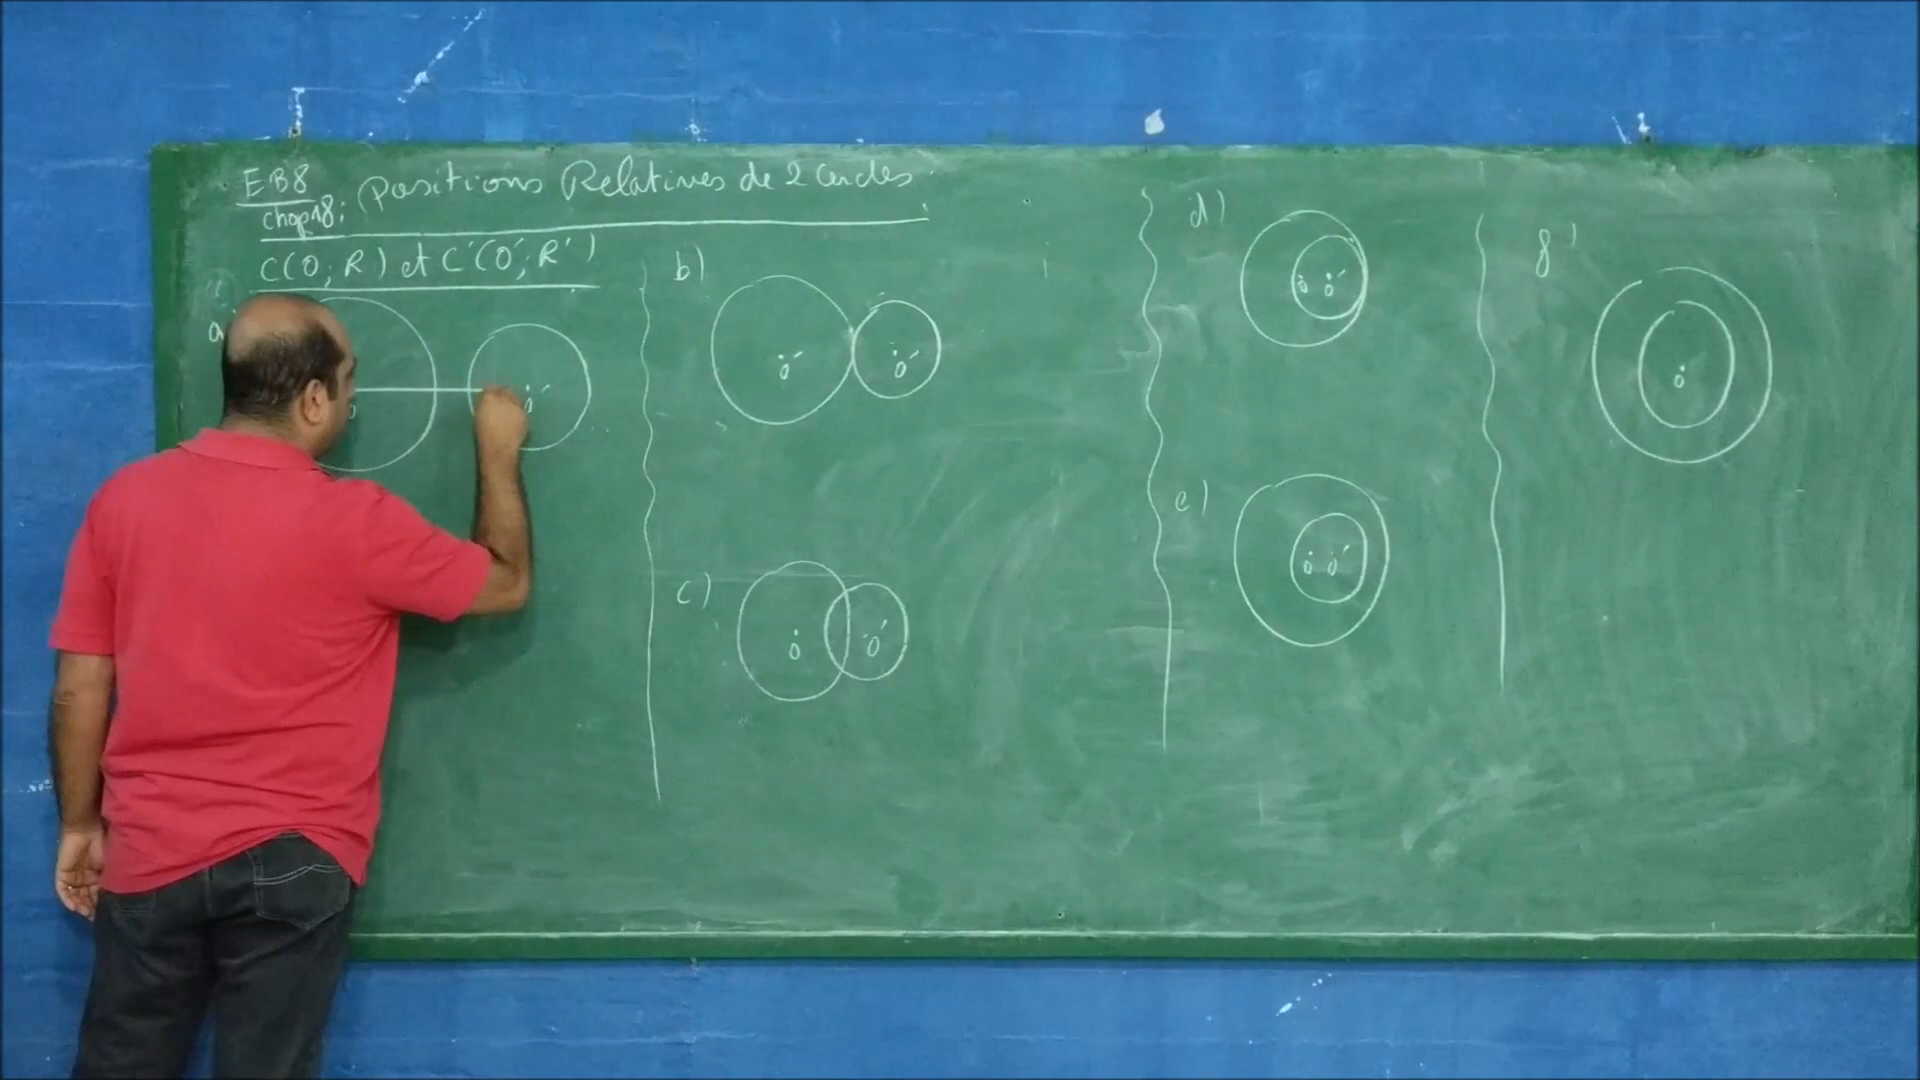 EB8
chap18: Positions Relatives de 2 cercles
C(O; R) et C'(O'; R')
a
O
O'
b)
O
O'
c)
O
O'
d)
O
O'
e)
O
O'
f)
O